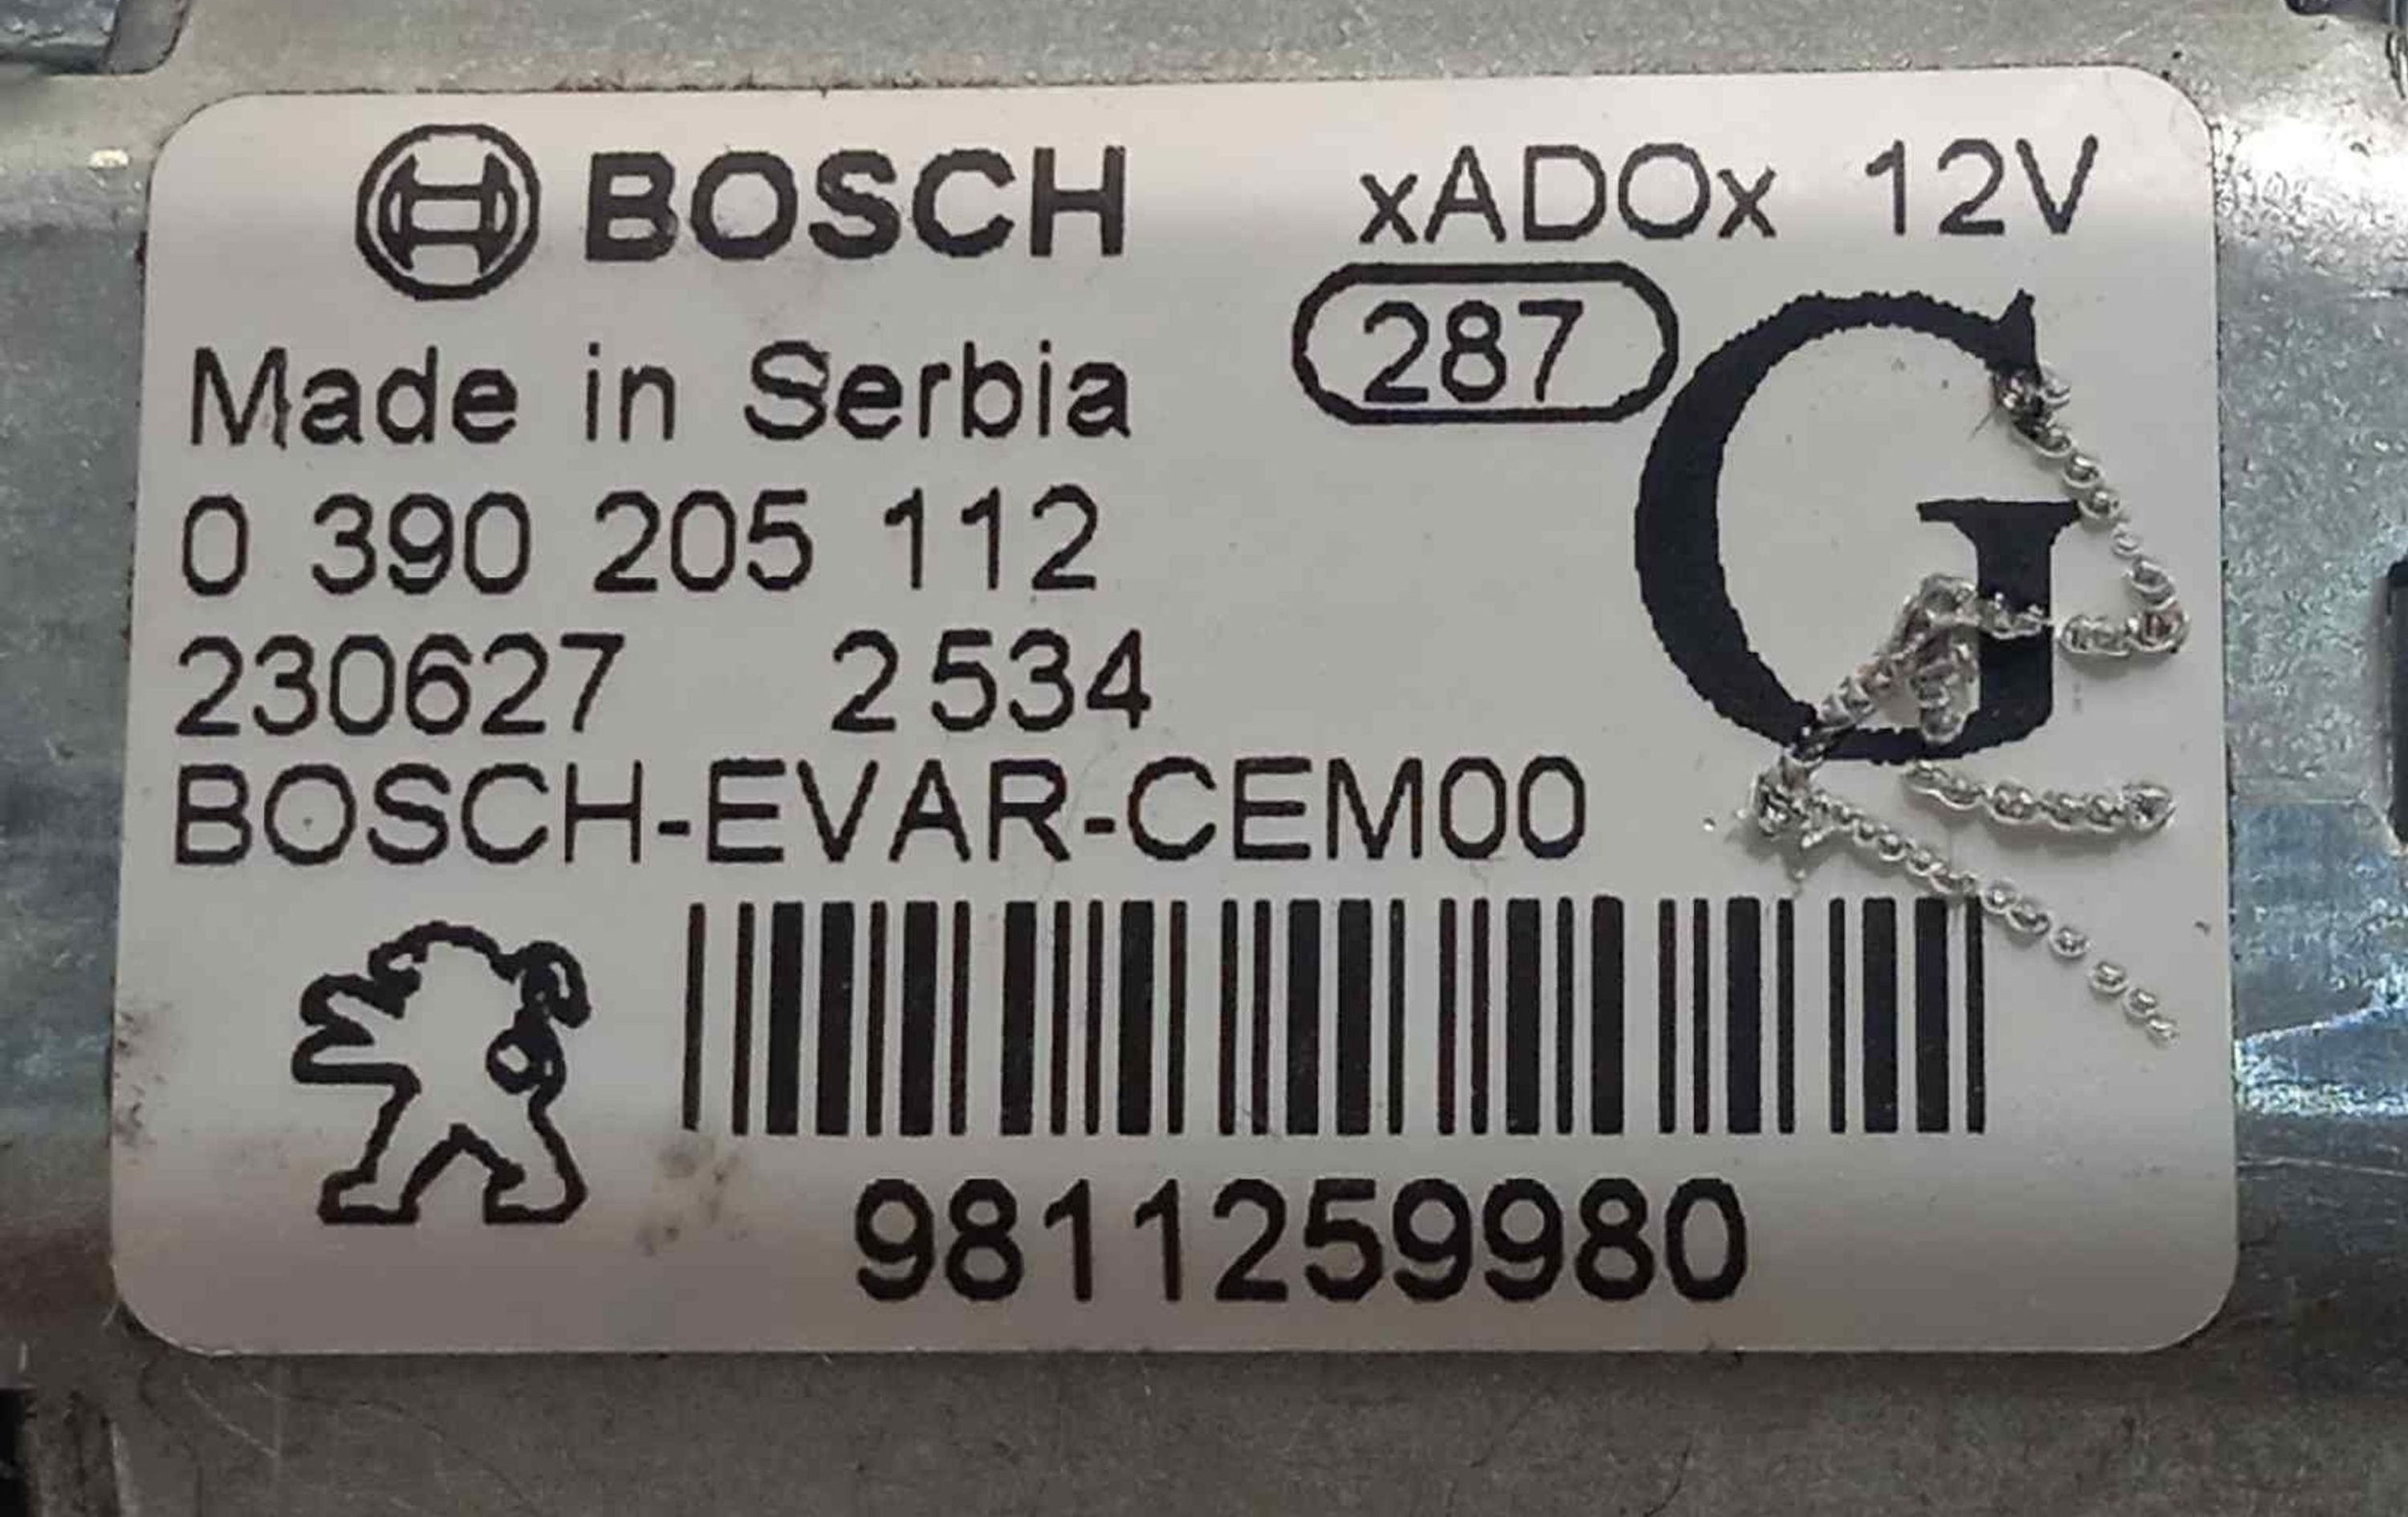 BOSCH xADOx 12V
287
G
Made in Serbia
0 390 205 112
230627 2534
BOSCH-EVAR-CEM00
9811259980